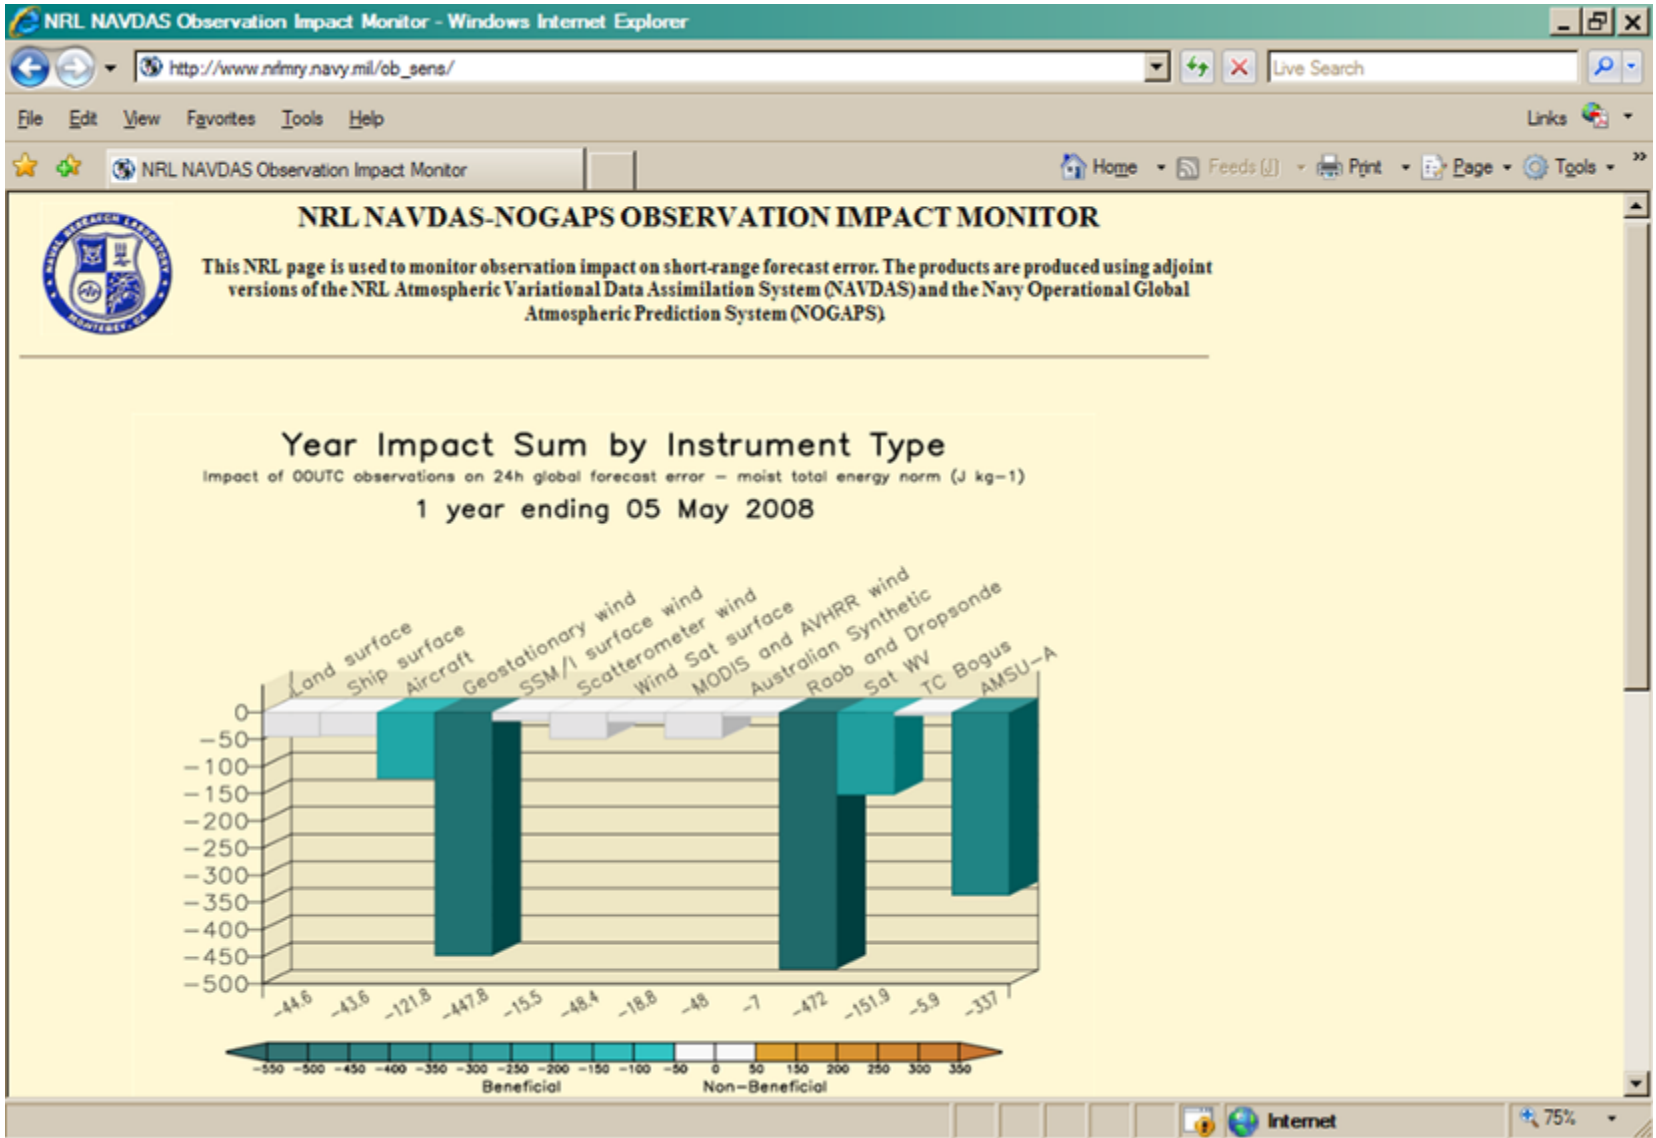 NRL NAVDAS Observation Impact Monitor - Windows Internet Explorer
http://www.nrlmry.navy.mil/ob_sens/
Live Search
File Edit View Favorites Tools Help
Links
NRL NAVDAS Observation Impact Monitor
Home Feeds (J) Print Page Tools
NRL NAVDAS-NOGAPS OBSERVATION IMPACT MONITOR
NAVAL RESEARCH LABORATORY
MONTEREY, CA
This NRL page is used to monitor observation impact on short-range forecast error. The products are produced using adjoint
versions of the NRL Atmospheric Variational Data Assimilation System (NAVDAS) and the Navy Operational Global
Atmospheric Prediction System (NOGAPS).
Year Impact Sum by Instrument Type
Impact of 00UTC observations on 24h global forecast error - moist total energy norm (J kg-1)
1 year ending 05 May 2008
Land surface
Ship surface
Aircraft
Geostationary wind
SSM/I surface wind
Scatterometer wind
Wind Sat surface
MODIS and AVHRR wind
Australian Synthetic
Raob and Dropsonde
Sat WV
TC Bogus
AMSU-A
0
-50
-100
-150
-200
-250
-300
-350
-400
-450
-500
-44.6 -43.6 -121.8 -447.8 -15.5 -48.4 -18.8 -48 -7 -472 -151.9 -5.9 -337
-550 -500 -450 -400 -350 -300 -250 -200 -150 -100 -50 0 50 150 200 250 300 350
Beneficial Non-Beneficial
Internet
75%